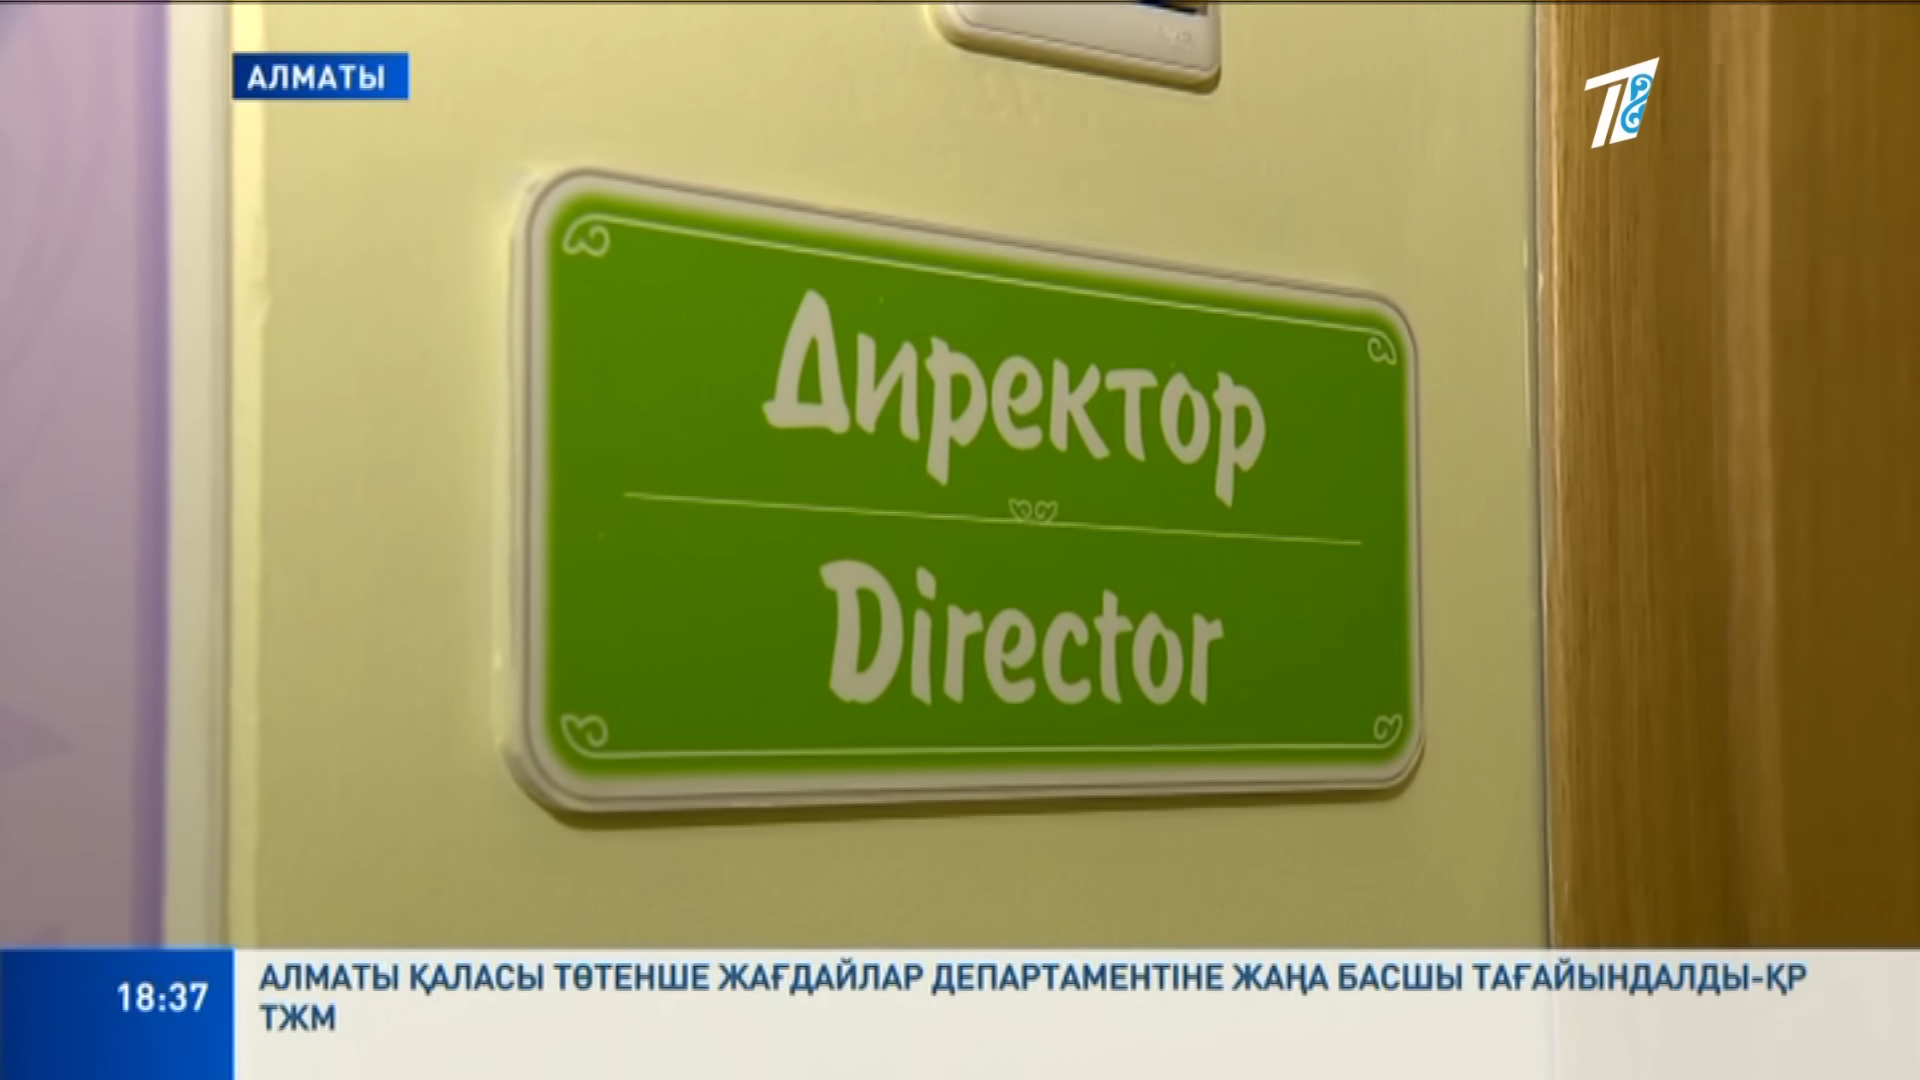 АЛМАТЫ
Директор
Director
18:37
АЛМАТЫ ҚАЛАСЫ ТӨТЕНШЕ ЖАҒДАЙЛАР ДЕПАРТАМЕНТІНЕ ЖАҢА БАСШЫ ТАҒАЙЫНДАЛДЫ-ҚР
ТЖМ